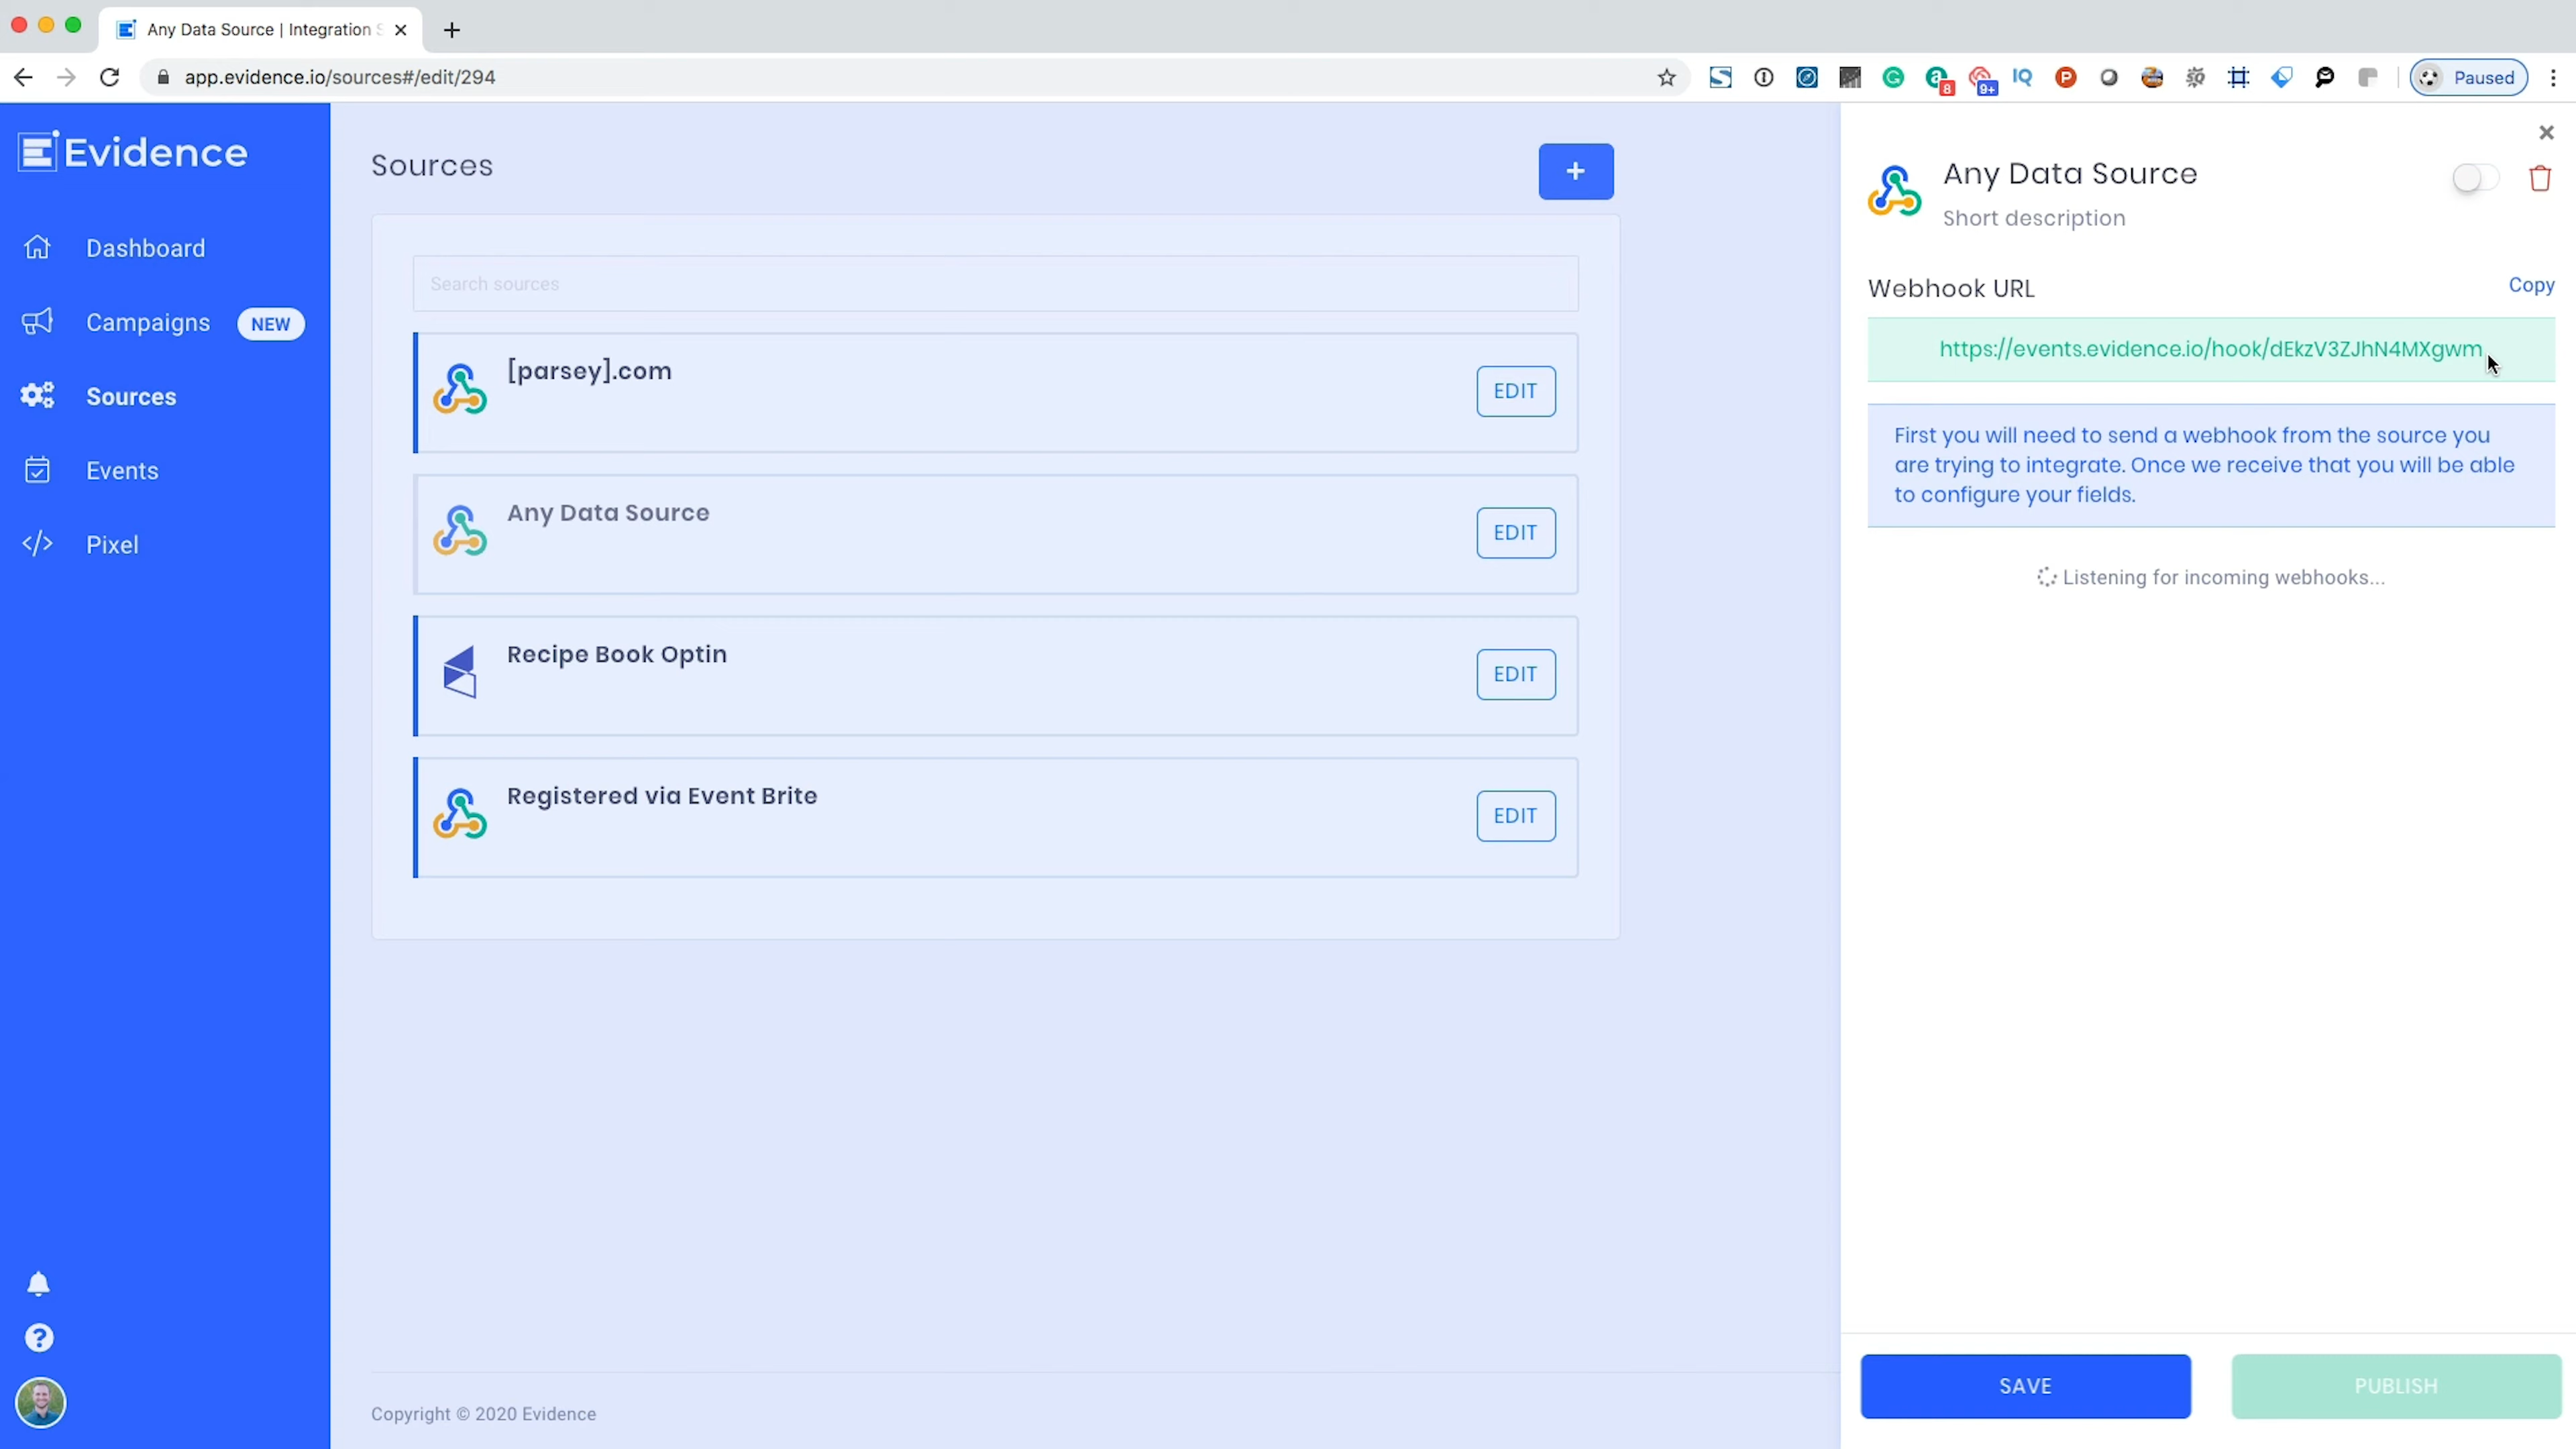 Any Data Source | Integration S
app.evidence.io/sources#/edit/294
8
9+
IQ
Paused
Evidence
Dashboard
Campaigns NEW
Sources
Events
Pixel
Sources
+
Search sources
[parsey].com
EDIT
Any Data Source
EDIT
Recipe Book Optin
EDIT
Registered via Event Brite
EDIT
Copyright © 2020 Evidence
Any Data Source
Short description
Webhook URL
Copy
https://events.evidence.io/hook/dEkzV3ZJhN4MXgwm
First you will need to send a webhook from the source you
are trying to integrate. Once we receive that you will be able
to configure your fields.
Listening for incoming webhooks...
SAVE
PUBLISH